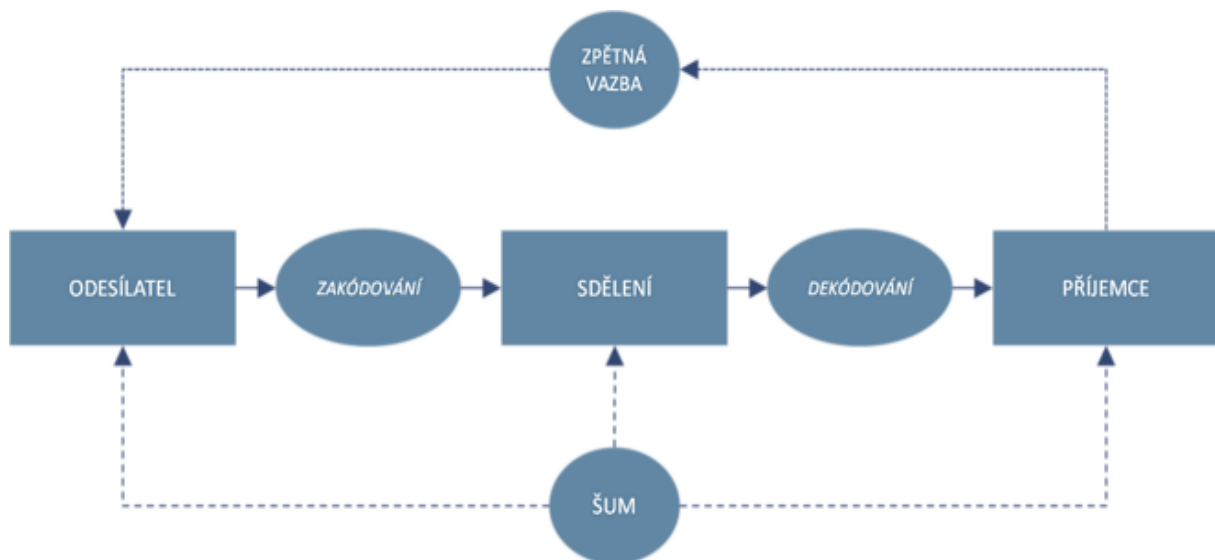 ZPĚTNÁ
VAZBA
ODESÍLATEL
ZAKÓDOVÁNÍ
SDĚLENÍ
DEKÓDOVÁNÍ
PŘÍJEMCE
ŠUM